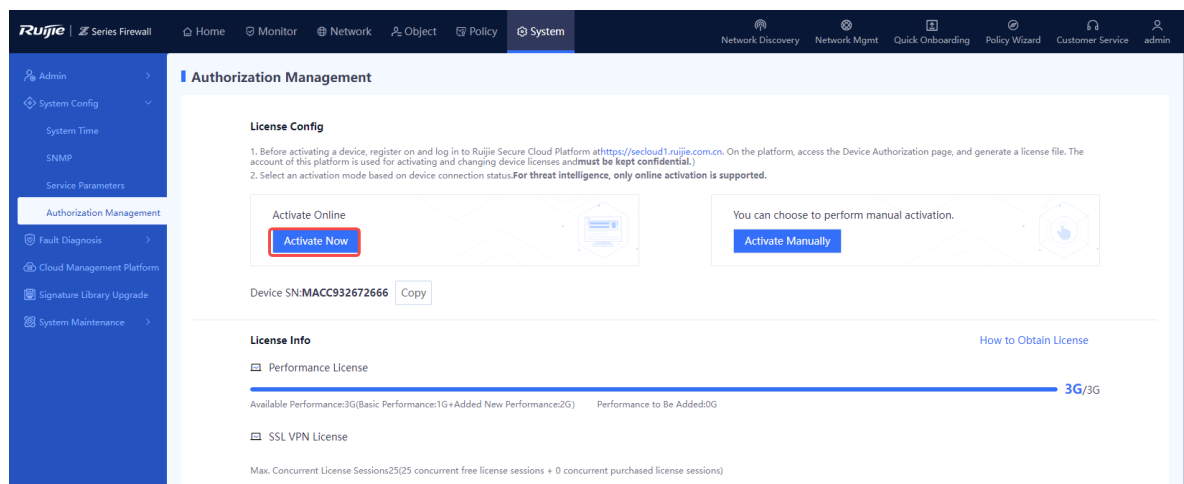 Ruijie | Z Series Firewall
Home
Monitor
Network
Object
Policy
System
Network Discovery
Network Mgmt
Quick Onboarding
Policy Wizard
Customer Service
admin
Admin
System Config
System Time
SNMP
Service Parameters
Authorization Management
Fault Diagnosis
Cloud Management Platform
Signature Library Upgrade
System Maintenance
Authorization Management
License Config
1. Before activating a device, register on and log in to Ruijie Secure Cloud Platform athttps://secloud1.ruijie.com.cn. On the platform, access the Device Authorization page, and generate a license file. The
account of this platform is used for activating and changing device licenses andmust be kept confidential.)
2. Select an activation mode based on device connection status.For threat intelligence, only online activation is supported.
Activate Online
Activate Now
You can choose to perform manual activation.
Activate Manually
Device SN:MACC932672666 Copy
License Info
How to Obtain License
Performance License
3G/3G
Available Performance:3G(Basic Performance:1G+Added New Performance:2G) Performance to Be Added:0G
SSL VPN License
Max. Concurrent License Sessions25(25 concurrent free license sessions + 0 concurrent purchased license sessions)